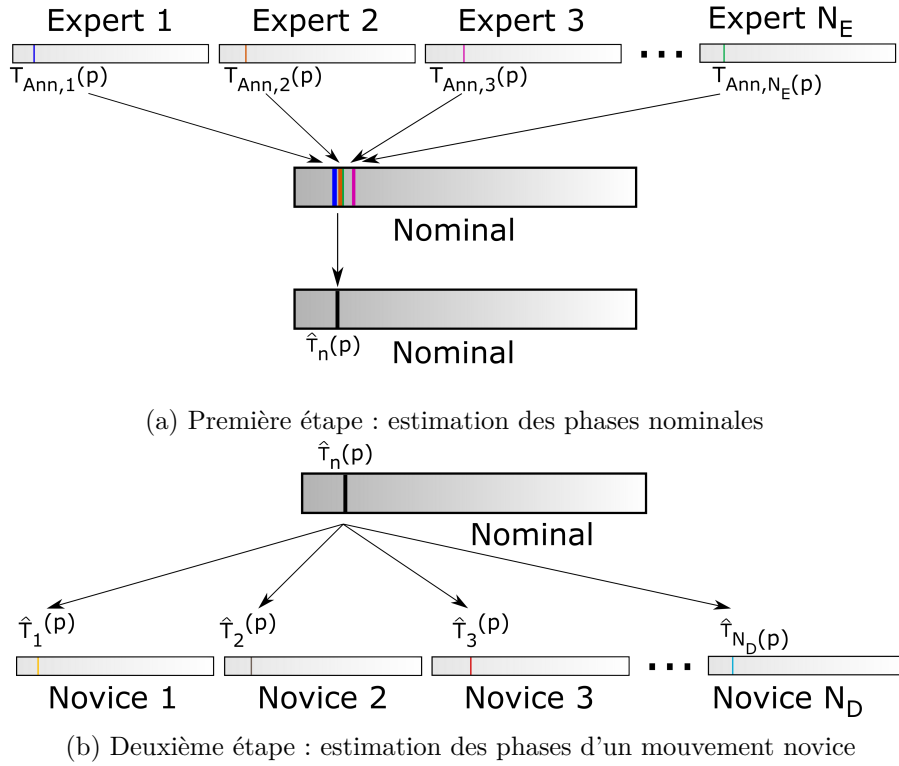 Expert 1 Expert 2 Expert 3 Expert N_E
T_Ann,1(p) T_Ann,2(p) T_Ann,3(p) ... T_Ann,N_E(p)
Nominal
T̂_n(p)
Nominal
(a) Première étape : estimation des phases nominales
T̂_n(p)
Nominal
T̂_1(p) T̂_2(p) T̂_3(p) T̂_N_D(p)
...
Novice 1 Novice 2 Novice 3 Novice N_D
(b) Deuxième étape : estimation des phases d'un mouvement novice